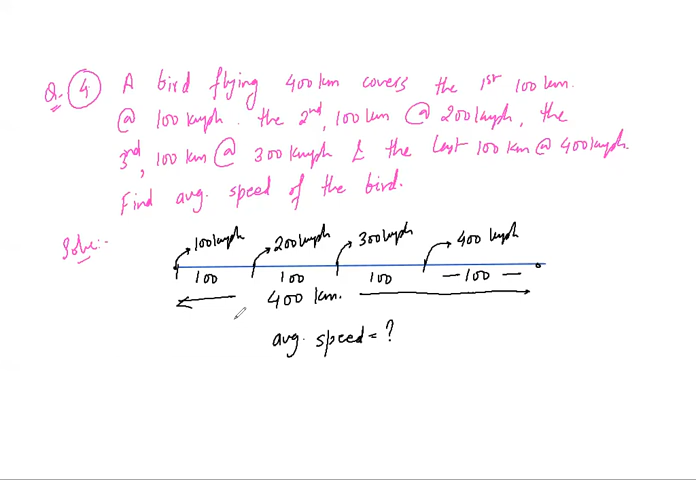 Q. 4 A bird flying 400 km covers the 1st 100 km.
@ 100 kmph. the 2nd, 100 km @ 200 kmph, the
3rd, 100 km @ 300 kmph & the last 100 km @ 400 kmph.
Find avg. speed of the bird.
Solve:-
100 kmph 200 kmph 300 kmph 400 kmph
100 100 100 — 100 —
400 km.
avg. speed = ?